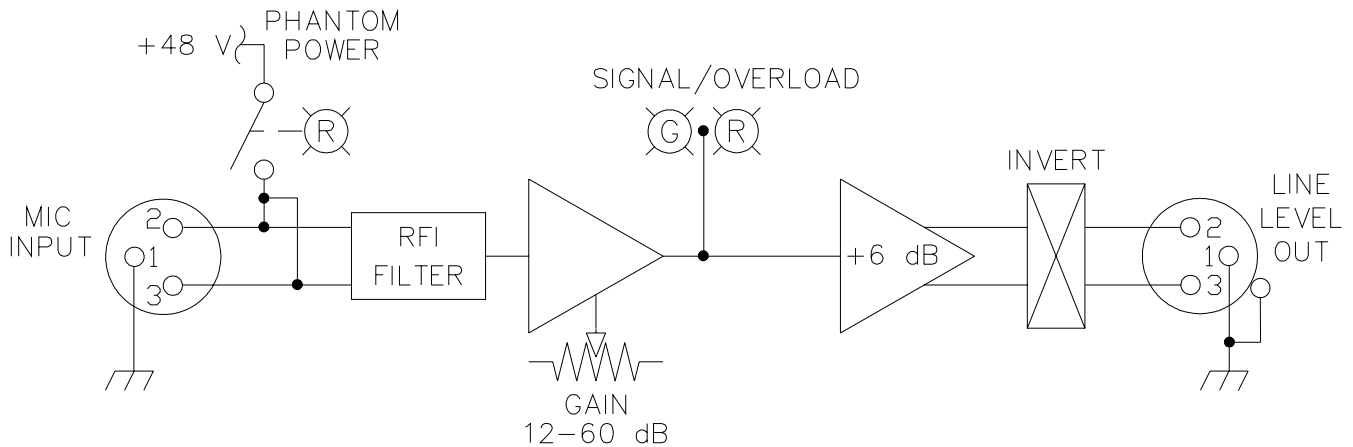 PHANTOM
POWER
+48 V
R
SIGNAL/OVERLOAD
G R
MIC
INPUT
2
1
3
RFI
FILTER
GAIN
12-60 dB
+6 dB
INVERT
2
1
3
LINE
LEVEL
OUT